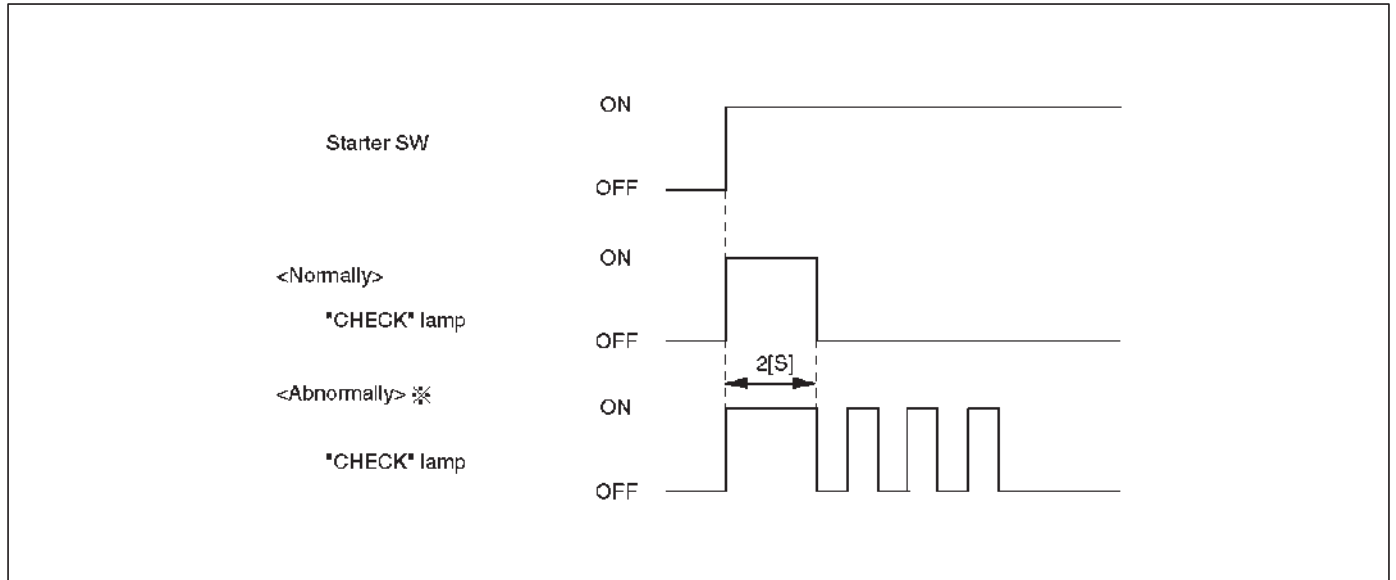 ON
Starter SW
OFF
ON
<Normally>
"CHECK" lamp
OFF
2[S]
<Abnormally> ※
ON
"CHECK" lamp
OFF